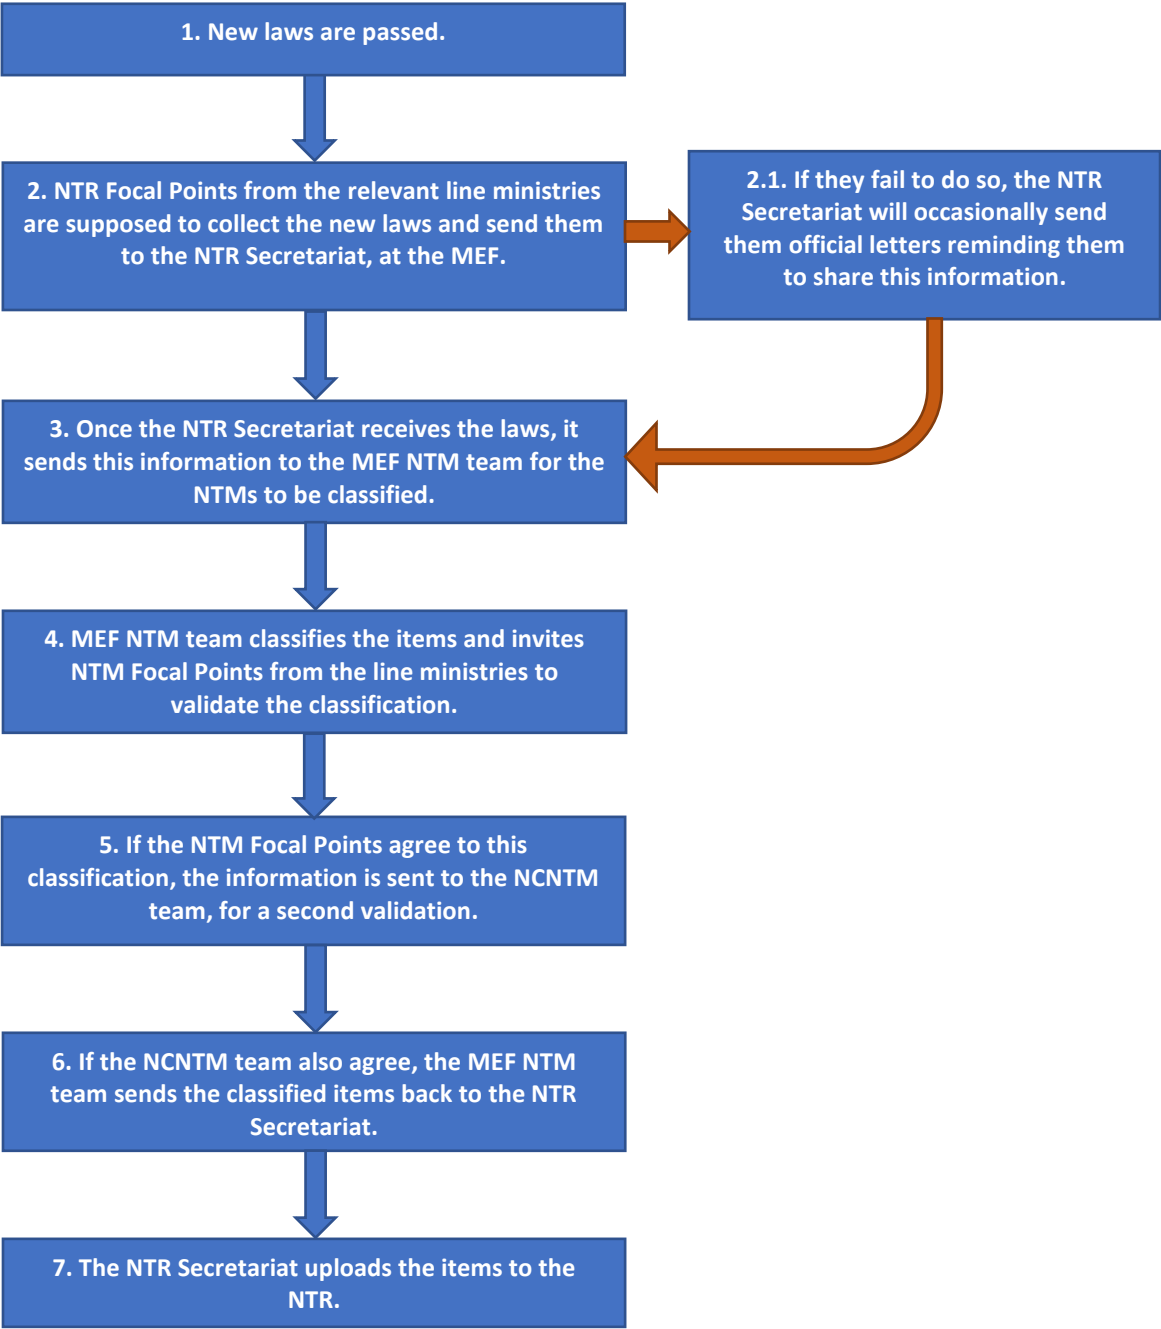 1. New laws are passed.
2. NTR Focal Points from the relevant line ministries
are supposed to collect the new laws and send them
to the NTR Secretariat, at the MEF.
2.1. If they fail to do so, the NTR
Secretariat will occasionally send
them official letters reminding them
to share this information.
3. Once the NTR Secretariat receives the laws, it
sends this information to the MEF NTM team for the
NTMs to be classified.
4. MEF NTM team classifies the items and invites
NTM Focal Points from the line ministries to
validate the classification.
5. If the NTM Focal Points agree to this
classification, the information is sent to the NCNTM
team, for a second validation.
6. If the NCNTM team also agree, the MEF NTM
team sends the classified items back to the NTR
Secretariat.
7. The NTR Secretariat uploads the items to the
NTR.